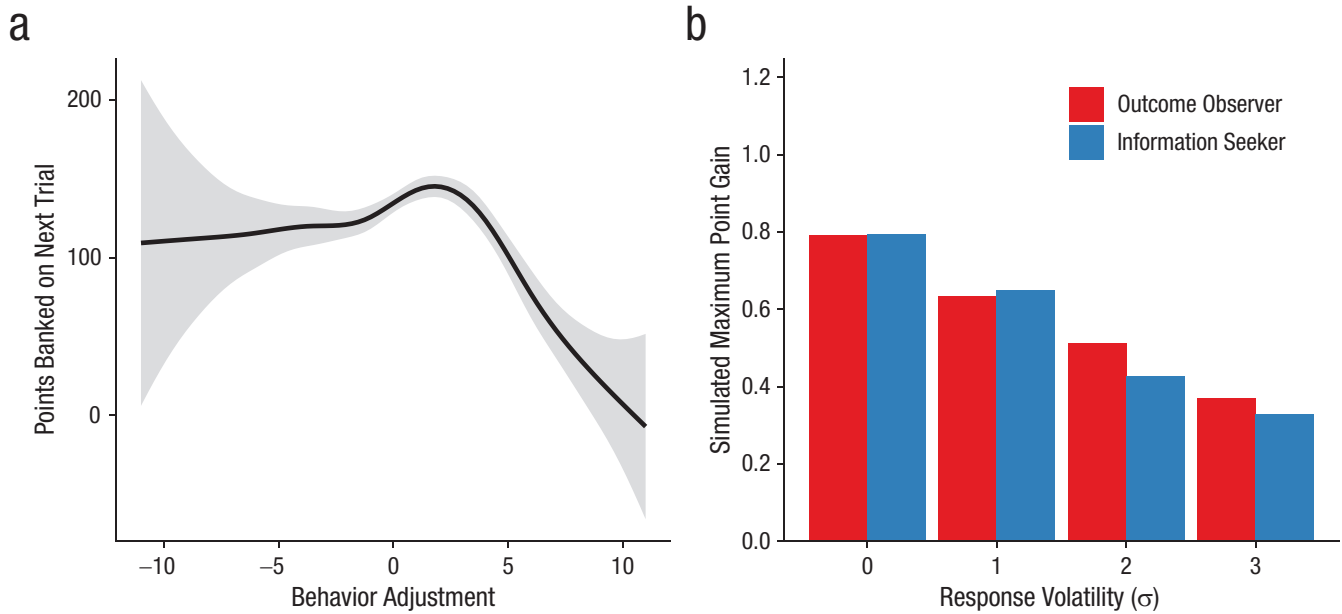 a
200
100
0
Points Banked on Next Trial
−10
−5
0
5
10
Behavior Adjustment
b
1.2
1.0
0.8
0.6
0.4
0.2
0.0
Simulated Maximum Point Gain
Outcome Observer
Information Seeker
0
1
2
3
Response Volatility (σ)